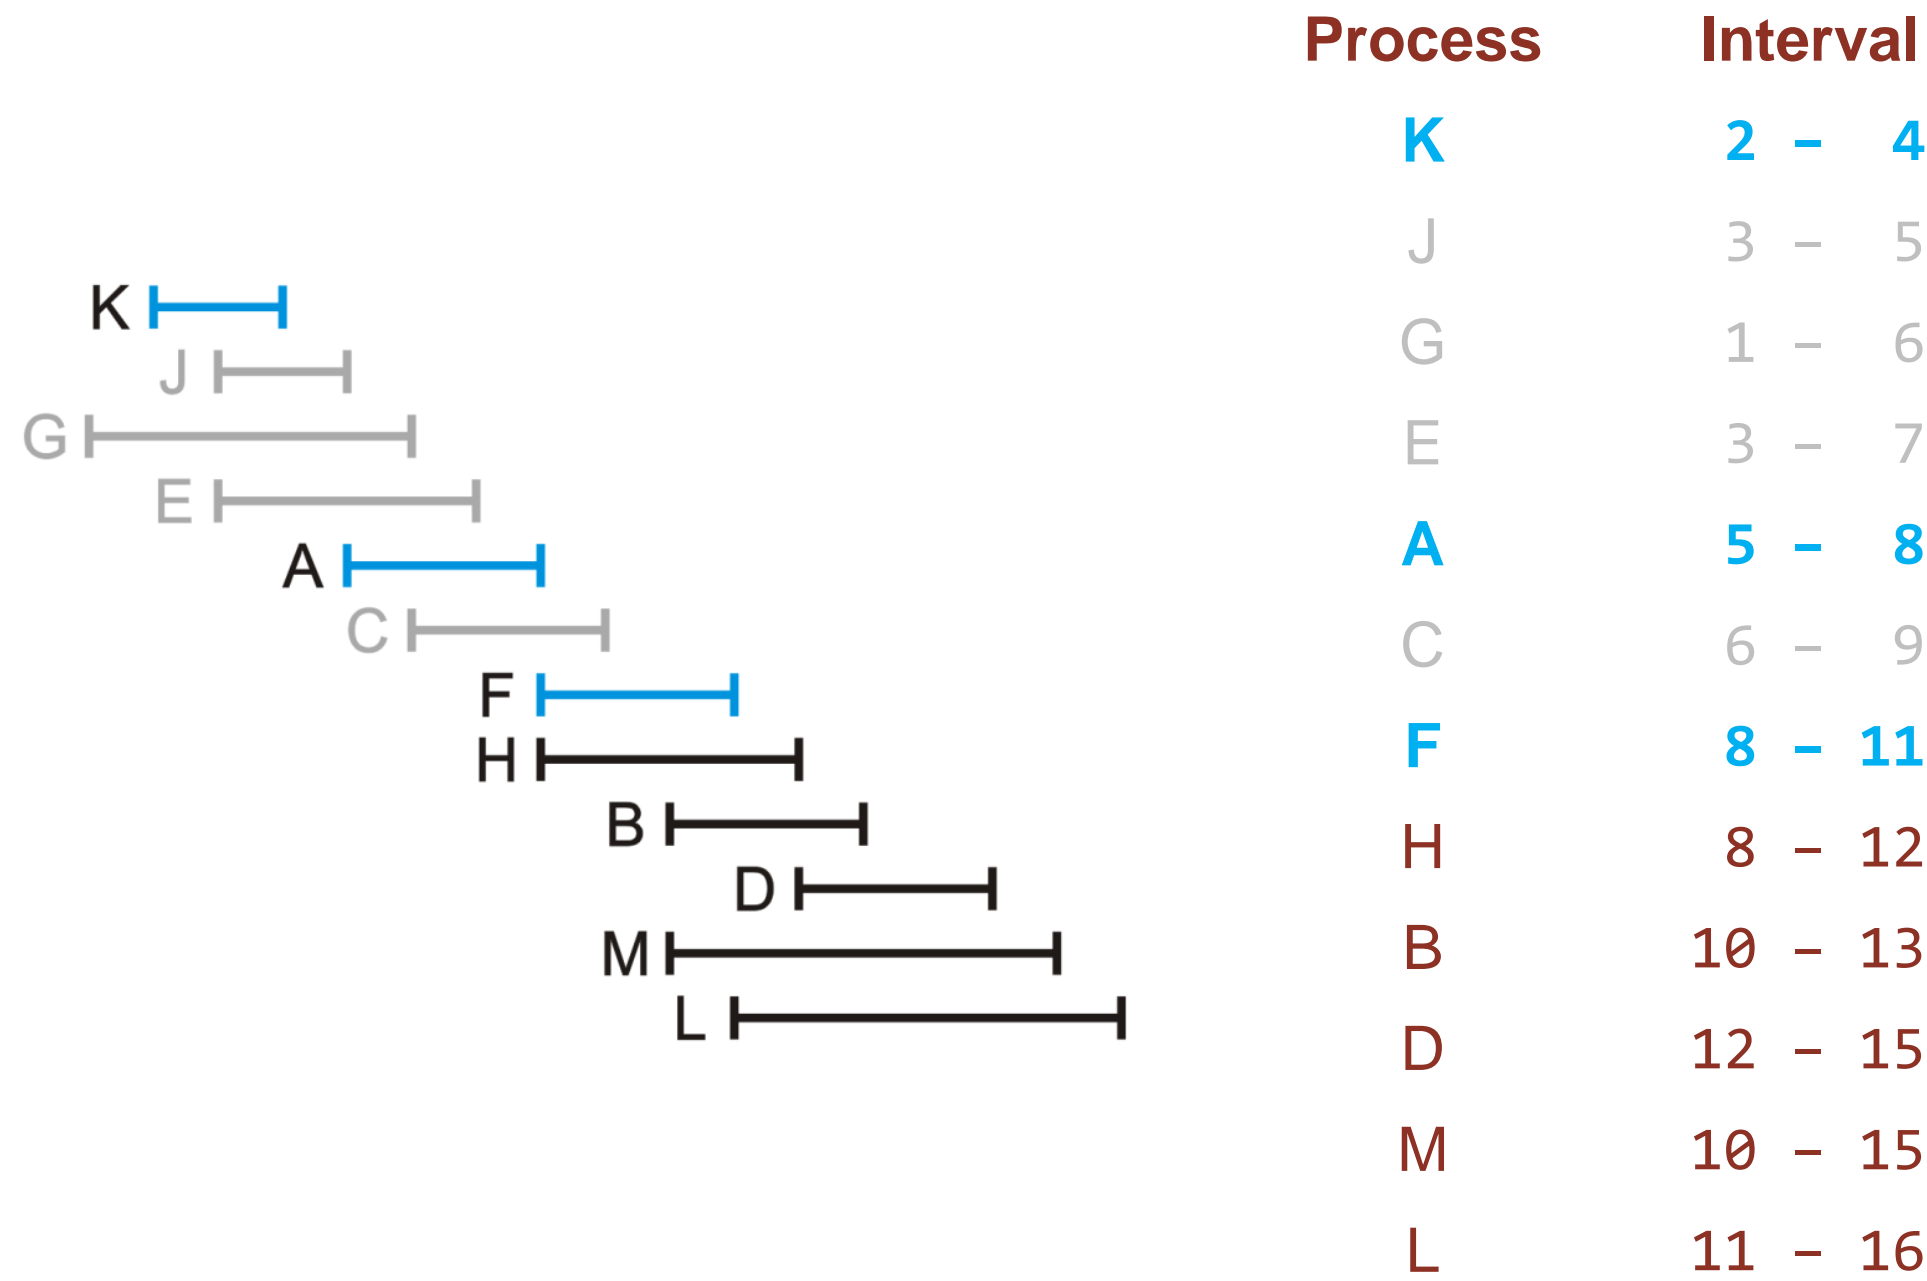 Process Interval
K 2 – 4
J 3 – 5
G 1 – 6
E 3 – 7
A 5 – 8
C 6 – 9
F 8 – 11
H 8 – 12
B 10 – 13
D 12 – 15
M 10 – 15
L 11 – 16
K
J
G
E
A
C
F
H
B
D
M
L